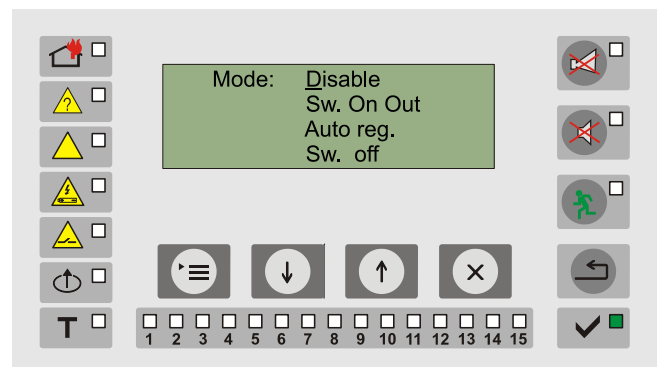 Mode: Disable
Sw. On Out
Auto reg.
Sw. off
?
T
1 2 3 4 5 6 7 8 9 10 11 12 13 14 15